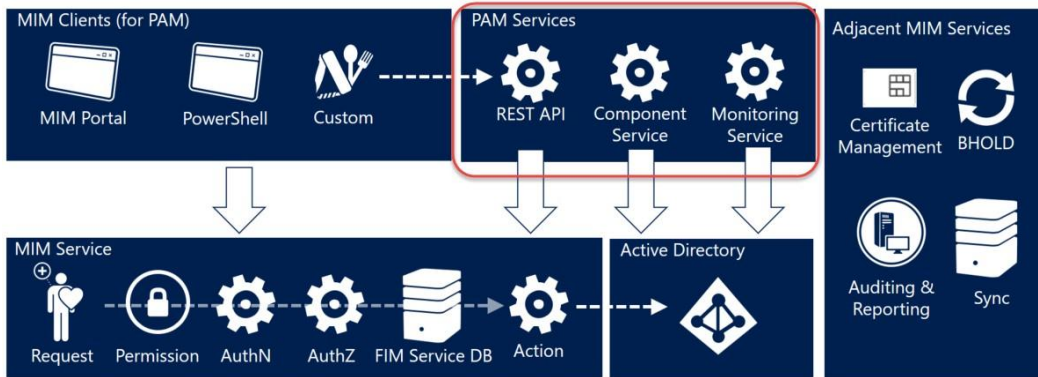 MIM Clients (for PAM)
MIM Portal
PowerShell
Custom
PAM Services
REST API
Component
Service
Monitoring
Service
Adjacent MIM Services
Certificate
Management
BHOLD
Auditing &
Reporting
Sync
MIM Service
Request
Permission
AuthN
AuthZ
FIM Service DB
Action
Active Directory